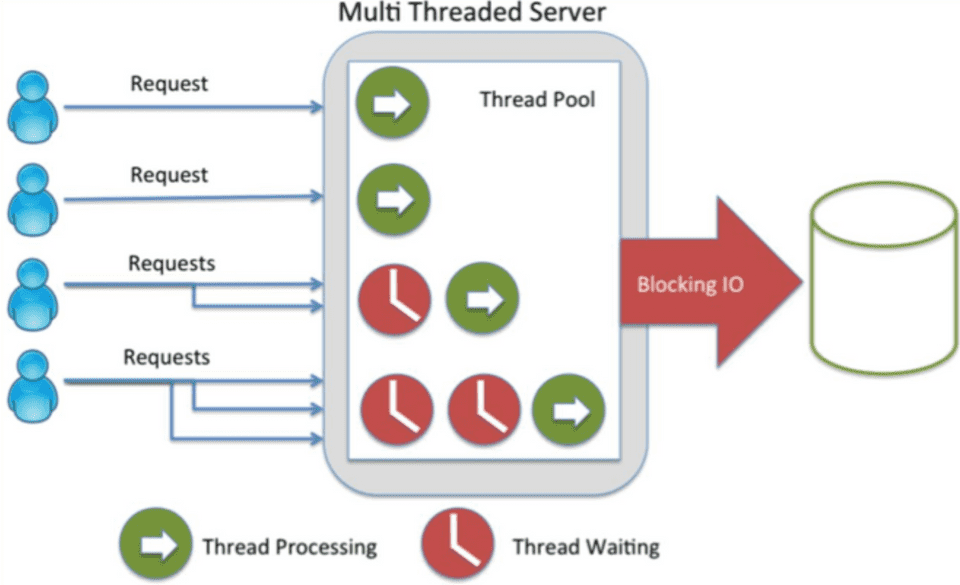 Multi Threaded Server
Request
Thread Pool
Request
Requests
Blocking IO
Requests
Thread Processing
Thread Waiting